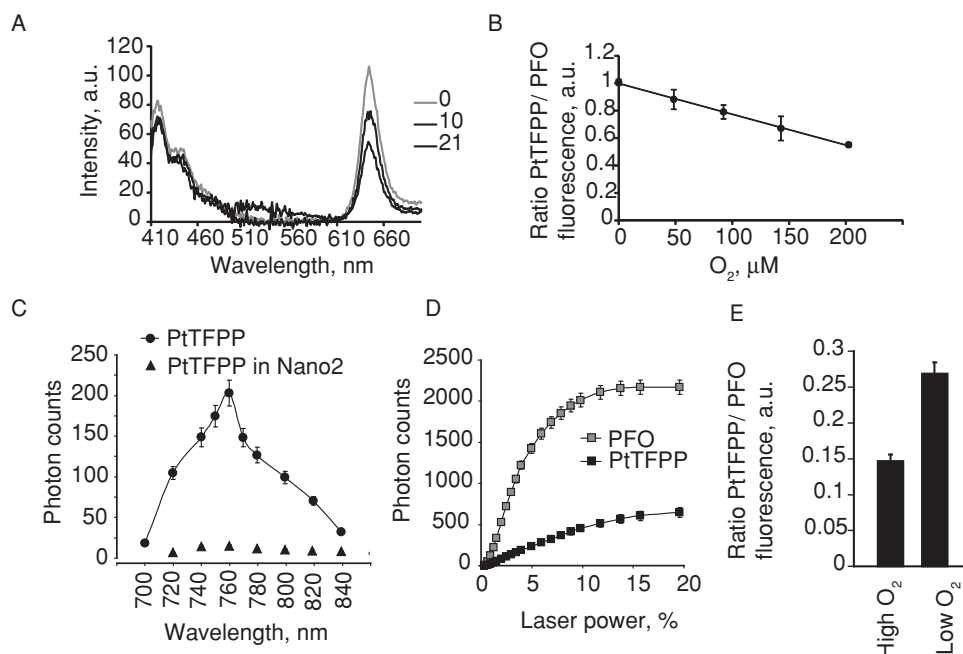 A
Intensity, a.u.
120
100
80
60
40
20
0
410
460
510
560
610
660
Wavelength, nm
0
10
21
B
Ratio PtTFPP/ PFO
fluorescence, a.u.
1.2
1
0.8
0.6
0.4
0.2
0
0
50
100
150
200
250
O2, μM
C
PtTFPP
PtTFPP in Nano2
Photon counts
250
200
150
100
50
0
700
720
740
760
780
800
820
840
Wavelength, nm
D
Photon counts
2500
2000
1500
1000
500
0
0
5
10
15
20
PFO
PtTFPP
Laser power, %
E
Ratio PtTFPP/ PFO
fluorescence, a.u.
0.3
0.25
0.2
0.15
0.1
0.05
0
High O2
Low O2